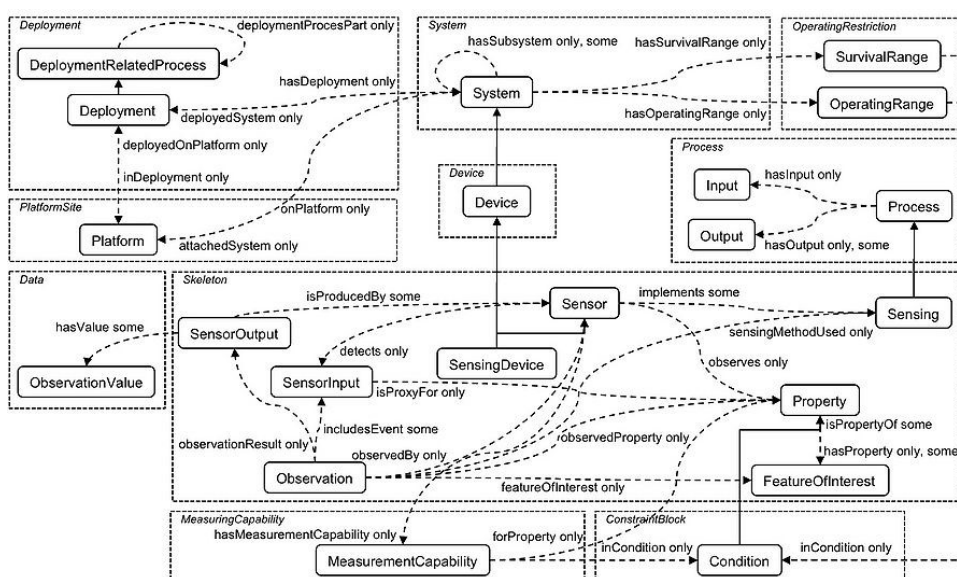 Deployment
deploymentProcesPart only
DeploymentRelatedProcess
Deployment
hasDeployment only
deployedSystem only
deployedOnPlatform only
inDeployment only
System
hasSubsystem only, some
System
hasSurvivalRange only
hasOperatingRange only
OperatingRestriction
SurvivalRange
OperatingRange
PlatformSite
Platform
onPlatform only
attachedSystem only
Device
Device
Process
Input
hasInput only
Process
Output
hasOutput only, some
Data
hasValue some
ObservationValue
Skeleton
isProducedBy some
Sensor
implements some
Sensing
SensorOutput
sensingMethodUsed only
detects only
SensingDevice
observes only
SensorInput
isProxyFor only
Property
isPropertyOf some
observationResult only
includesEvent some
observedBy only
observedProperty only
hasProperty only, some
Observation
featureOfInterest only
FeatureOfInterest
MeasuringCapability
hasMeasurementCapability only
forProperty only
MeasurementCapability
ConstraintBlock
inCondition only
Condition
inCondition only